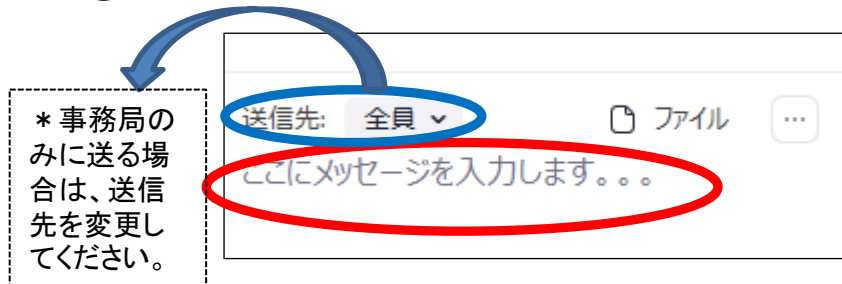 ＊事務局の
みに送る場
合は、送信
先を変更し
てください。
送信先: 全員 ファイル ...
ここにメッセージを入力します。。。